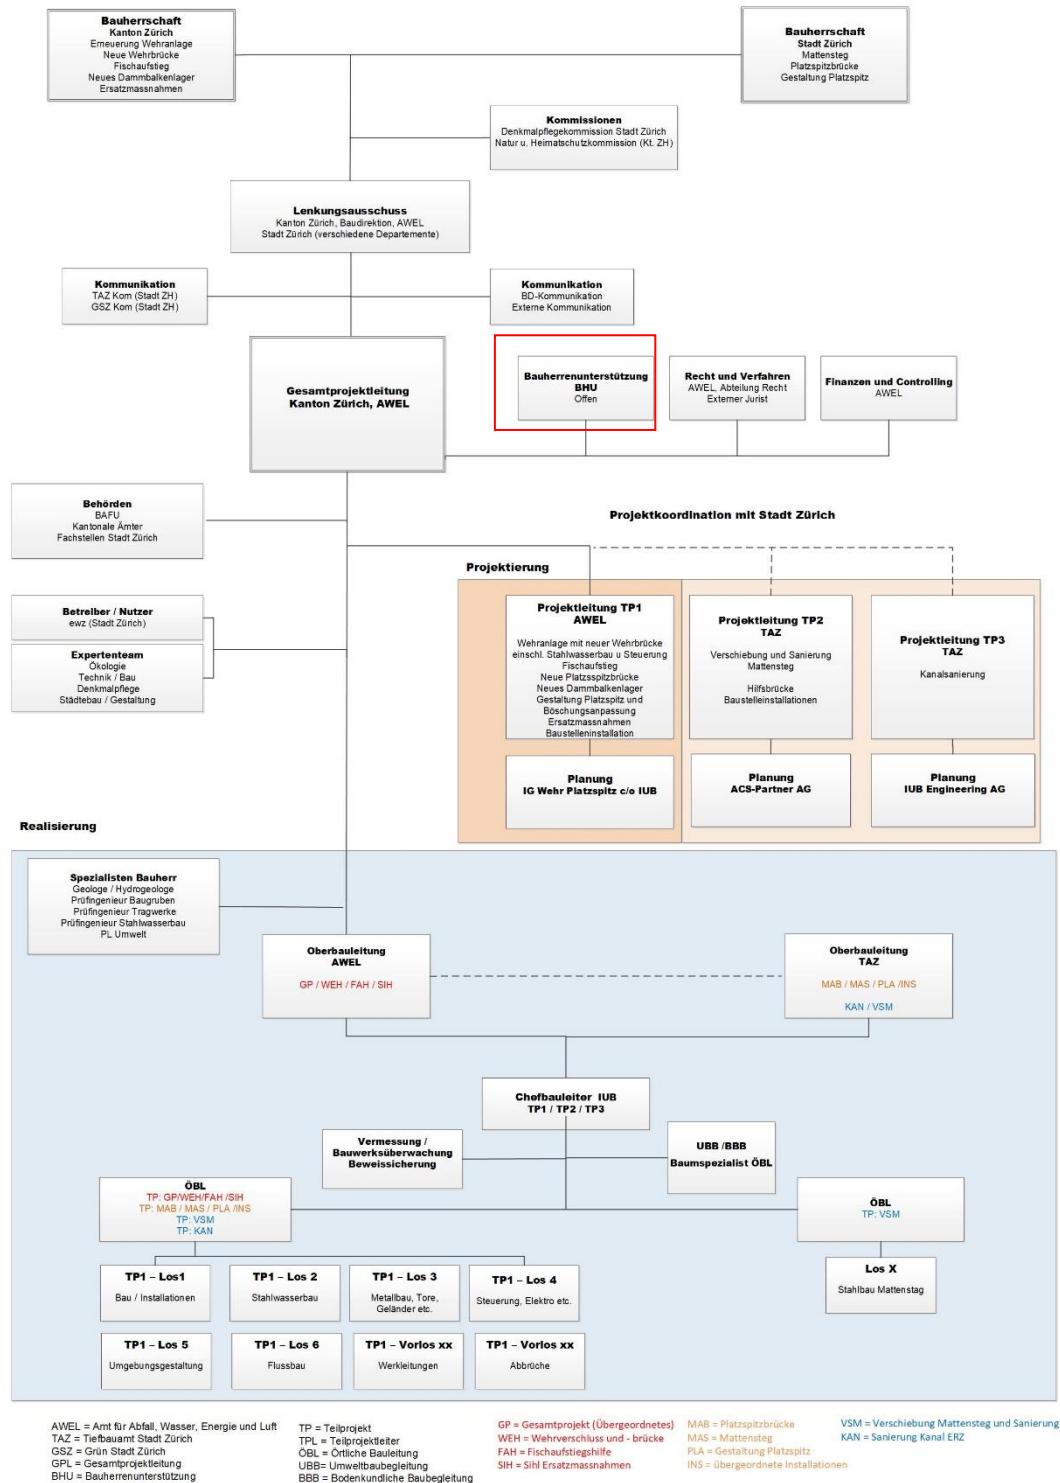 Bauherrschaft
Kanton Zürich
Erneuerung Wehranlage
Neue Wehrbrücke
Fischaufstieg
Neues Dammbalkenlager
Ersatzmassnahmen
Bauherrschaft
Stadt Zürich
Mattensteg
Platzspitzbrücke
Gestaltung Platzspitz
Kommissionen
Denkmalpflegekommission Stadt Zürich
Natur u. Heimatschutzkommission (Kt. ZH)
Lenkungsausschuss
Kanton Zürich, Baudirektion, AWEL
Stadt Zürich (verschiedene Departemente)
Kommunikation
TAZ Kom (Stadt ZH)
GSZ Kom (Stadt ZH)
Kommunikation
BD-Kommunikation
Externe Kommunikation
Gesamtprojektleitung
Kanton Zürich, AWEL
Bauherrenunterstützung
BHU
Offen
Recht und Verfahren
AWEL, Abteilung Recht
Externer Jurist
Finanzen und Controlling
AWEL
Behörden
BAFU
Kantonale Ämter
Fachstellen Stadt Zürich
Projektkoordination mit Stadt Zürich
Projektierung
Betreiber / Nutzer
ewz (Stadt Zürich)
Expertenteam
Ökologie
Technik / Bau
Denkmalpflege
Städtebau / Gestaltung
Projektleitung TP1
AWEL
Wehranlage mit neuer Wehrbrücke
einschl. Stahlwasserbau u Steuerung
Fischaufstieg
Neue Platzsspitzbrücke
Neues Dammbalkenlager
Gestaltung Platzspitz und
Böschungsanpassung
Ersatzmassnahmen
Baustelleninstallation
Projektleitung TP2
TAZ
Verschiebung und Sanierung
Mattensteg
Hilfsbrücke
Baustelleinstallationen
Projektleitung TP3
TAZ
Kanalsanierung
Planung
IG Wehr Platzspitz c/o IUB
Planung
ACS-Partner AG
Planung
IUB Engineering AG
Realisierung
Spezialisten Bauherr
Geologe / Hydrogeologe
Prüfingenieur Baugruben
Prüfingenieur Tragwerke
Prüfingenieur Stahlwasserbau
PL Umwelt
Oberbauleitung
AWEL
GP / WEH / FAH / SIH
Oberbauleitung
TAZ
MAB / MAS / PLA /INS
KAN / VSM
Chefbauleiter IUB
TP1 / TP2 / TP3
Vermessung /
Bauwerksüberwachung
Beweissicherung
UBB /BBB
Baumspezialist ÖBL
ÖBL
TP: GP/WEH/FAH /SIH
TP: MAB / MAS / PLA /INS
TP: VSM
TP: KAN
ÖBL
TP: VSM
TP1 – Los1
Bau / Installationen
TP1 – Los 2
Stahlwasserbau
TP1 – Los 3
Metallbau, Tore,
Geländer etc.
TP1 – Los 4
Steuerung, Elektro etc.
Los X
Stahlbau Mattenstag
TP1 – Los 5
Umgebungsgestaltung
TP1 – Los 6
Flussbau
TP1 – Vorlos xx
Werkleitungen
TP1 – Vorlos xx
Abbrüche
AWEL = Amt für Abfall, Wasser, Energie und Luft
TAZ = Tiefbauamt Stadt Zürich
GSZ = Grün Stadt Zürich
GPL = Gesamtprojektleitung
BHU = Bauherrenunterstützung
TP = Teilprojekt
TPL = Teilprojektleiter
ÖBL = Örtliche Bauleitung
UBB= Umweltbaubegleitung
BBB = Bodenkundliche Baubegleitung
GP = Gesamtprojekt (Übergeordnetes)
WEH = Wehrverschluss und - brücke
FAH = Fischaufstiegshilfe
SIH = Sihl Ersatzmassnahmen
MAB = Platzspitzbrücke
MAS = Mattensteg
PLA = Gestaltung Platzspitz
INS = übergeordnete Installationen
VSM = Verschiebung Mattensteg und Sanierung
KAN = Sanierung Kanal ERZ